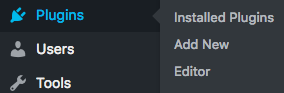 Plugins
Installed Plugins
Add New
Editor
Users
Tools